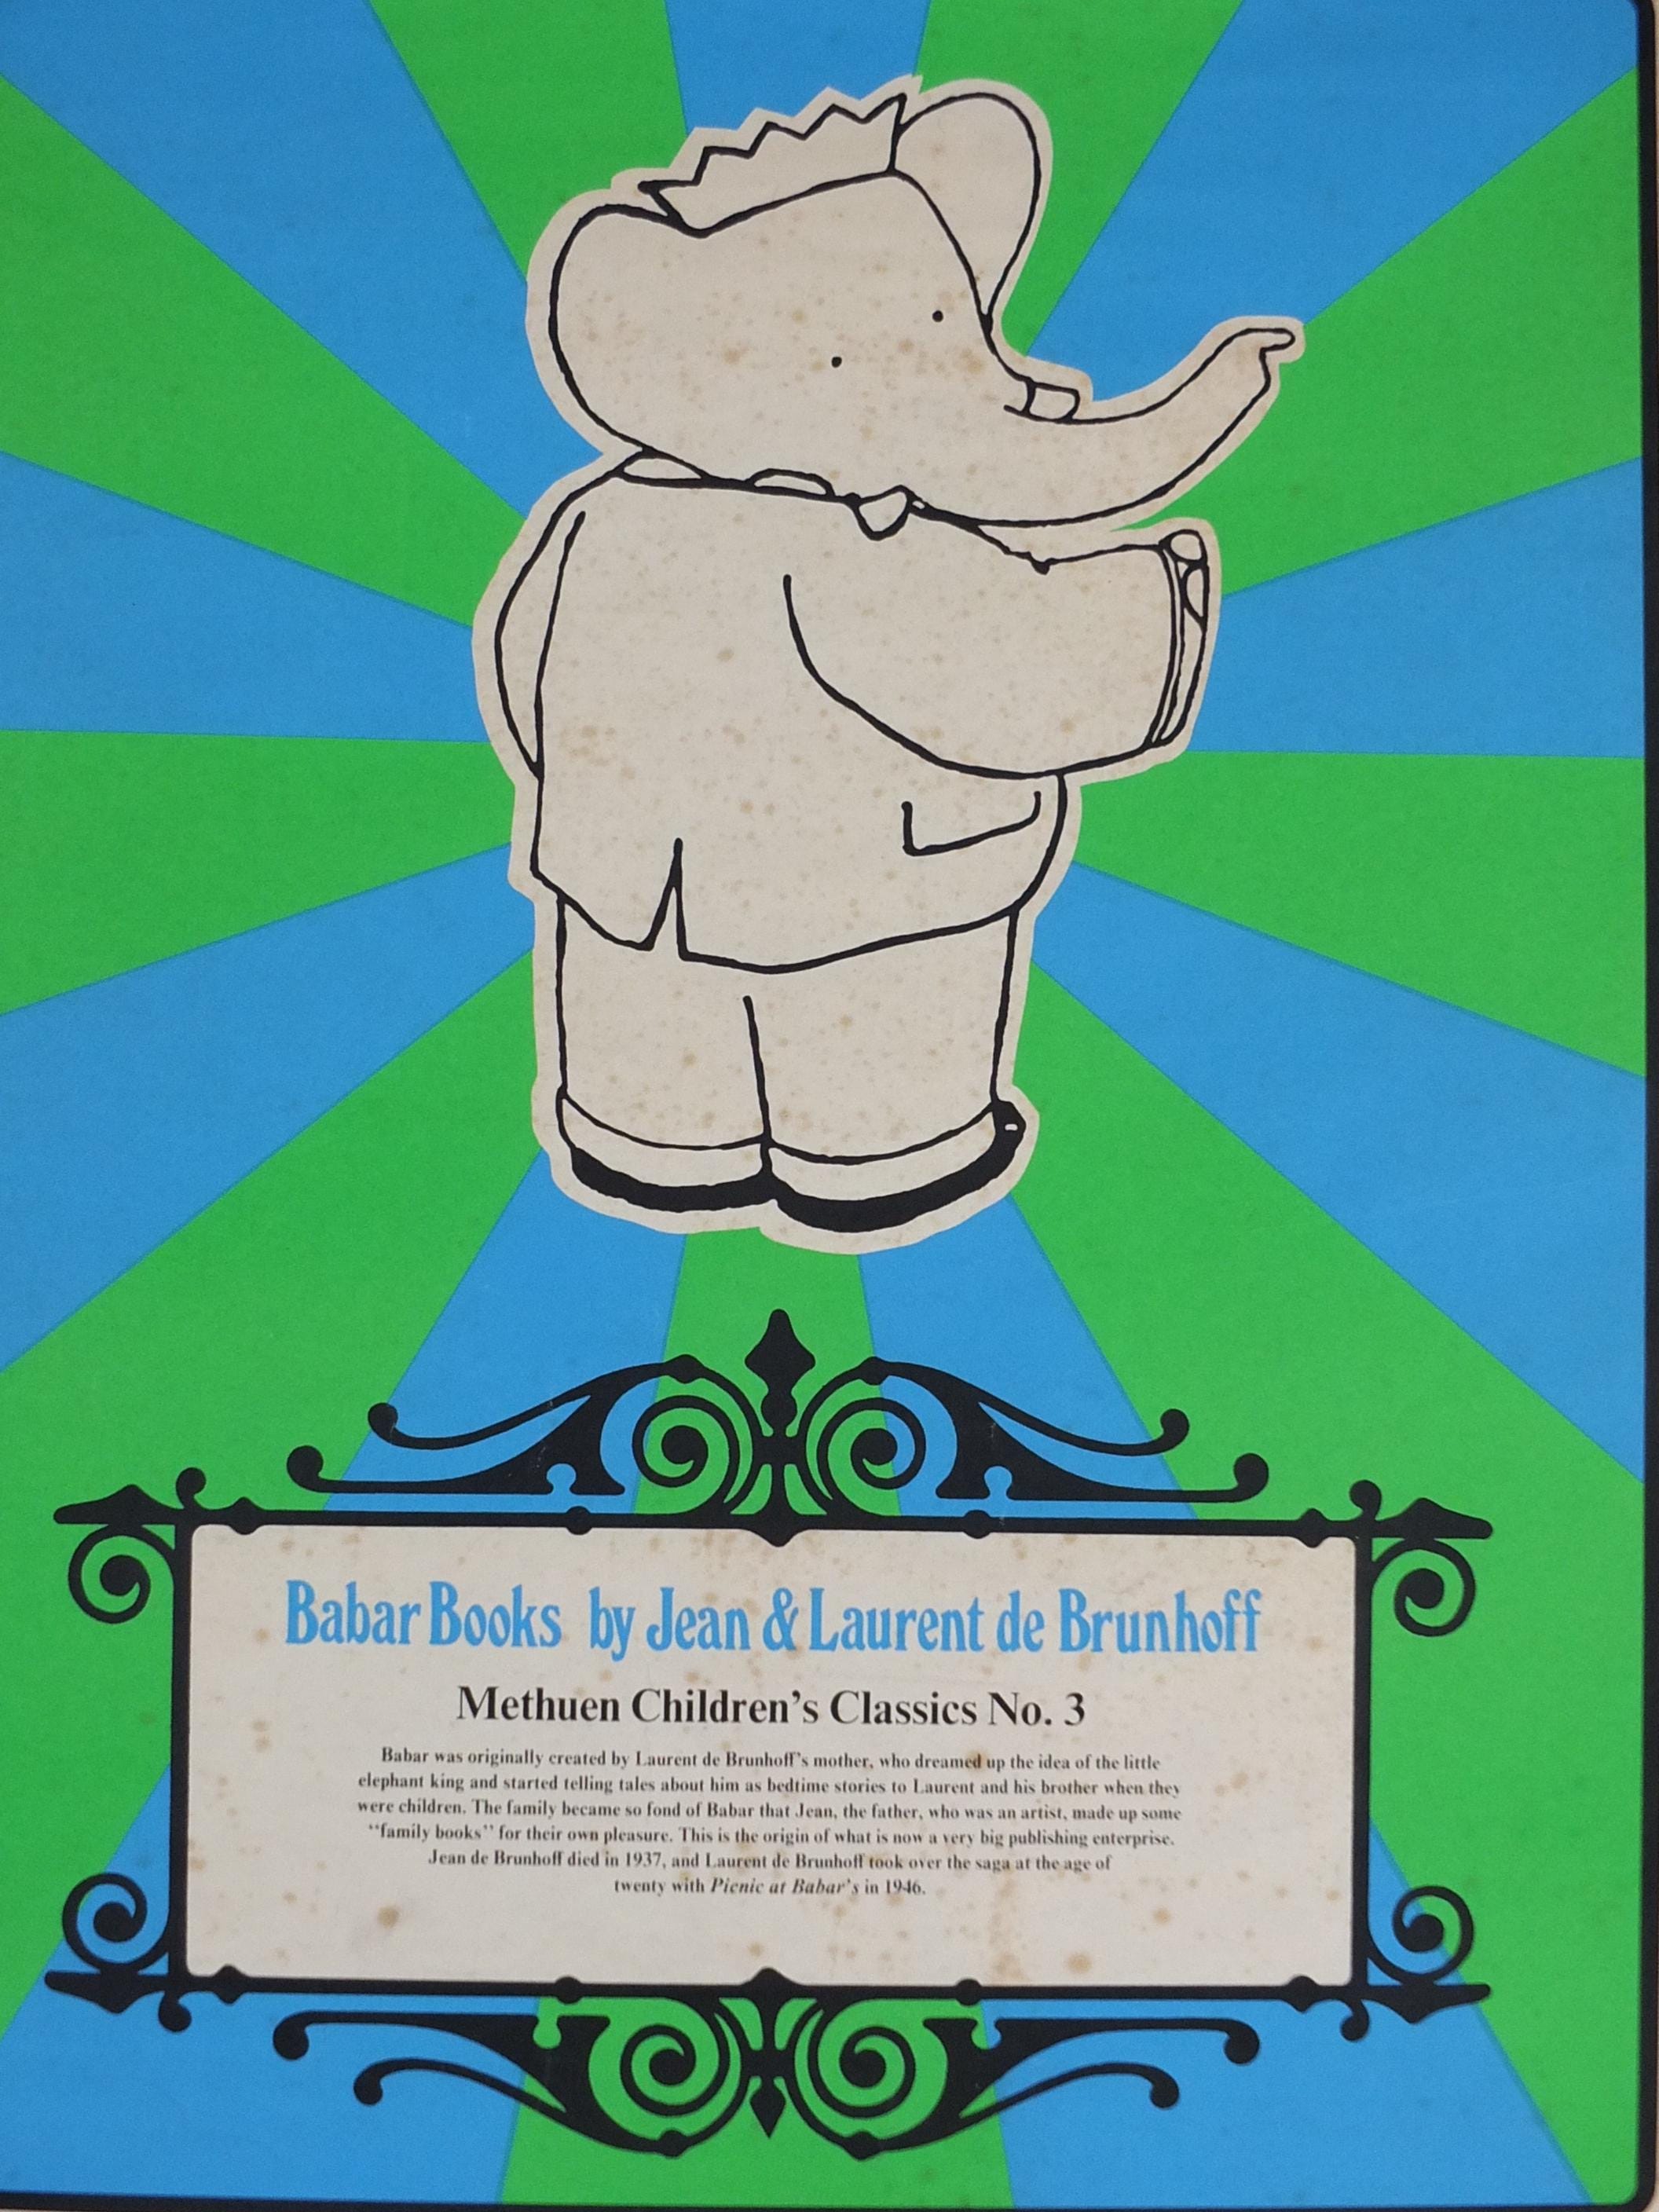 Babar Books by Jean & Laurent de Brunhoff
Methuen Children's Classics No. 3
Babar was originally created by Laurent de Brunhoff's mother, who dreamed up the idea of the little
elephant king and started telling tales about him as bedtime stories to Laurent and his brother when they
were children. The family became so fond of Babar that Jean, the father, who was an artist, made up some
"family books" for their own pleasure. This is the origin of what is now a very big publishing enterprise.
Jean de Brunhoff died in 1937, and Laurent de Brunhoff took over the saga at the age of
twenty with Picnic at Babar's in 1946.